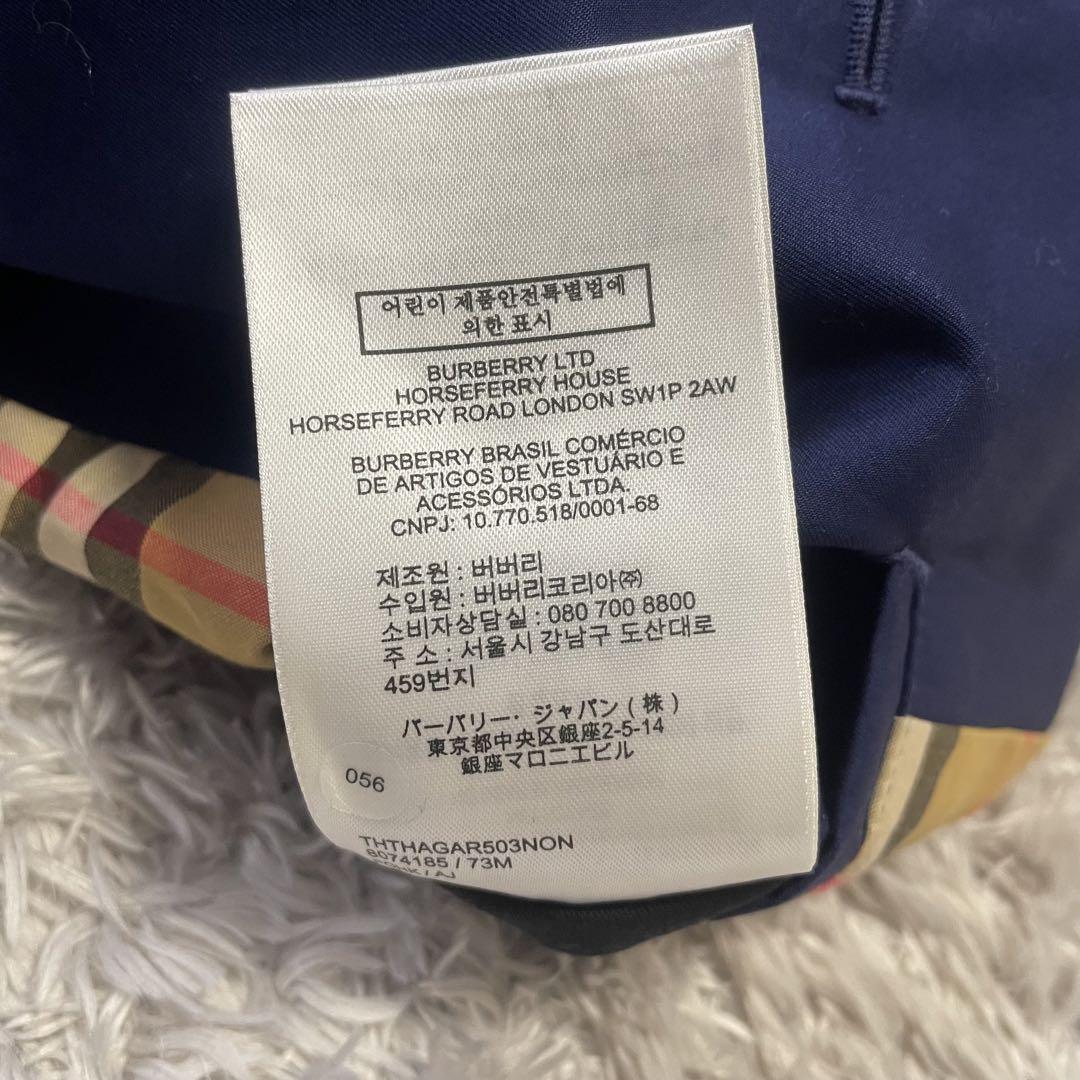 어린이 제품안전특별법에
의한 표시
BURBERRY LTD
HORSEFERRY HOUSE
HORSEFERRY ROAD LONDON SW1P 2AW
BURBERRY BRASIL COMÉRCIO
DE ARTIGOS DE VESTUÁRIO E
ACESSÓRIOS LTDA.
CNPJ: 10.770.518/0001-68
제조원 : 버버리
수입원 : 버버리코리아㈜
소비자상담실 : 080 700 8800
주 소 : 서울시 강남구 도산대로
459번지
バーバリー・ジャパン ( 株 )
東京都中央区銀座2-5-14
銀座マロニエビル
056
THTHAGAR503NON
8074185 / 73M
/ AJ